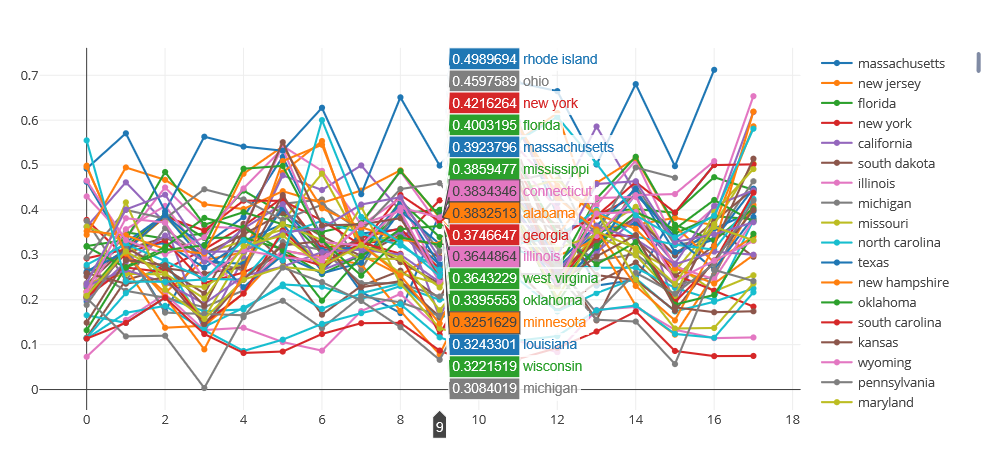 0.7
0.6
0.5
0.4
0.3
0.2
0.1
0
0.4989694 rhode island
0.4597589 ohio
0.4216264 new york
0.4003195 florida
0.3923796 massachusetts
0.3859477 mississippi
0.3834346 connecticut
0.3832513 alabama
0.3746647 georgia
0.3644864 illinois
0.3643229 west virginia
0.3395553 oklahoma
0.3251629 minnesota
0.3243301 louisiana
0.3221519 wisconsin
0.3084019 michigan
0 2 4 6 8 10 12 14 16 18
9
massachusetts
new jersey
florida
new york
california
south dakota
illinois
michigan
missouri
north carolina
texas
new hampshire
oklahoma
south carolina
kansas
wyoming
pennsylvania
maryland